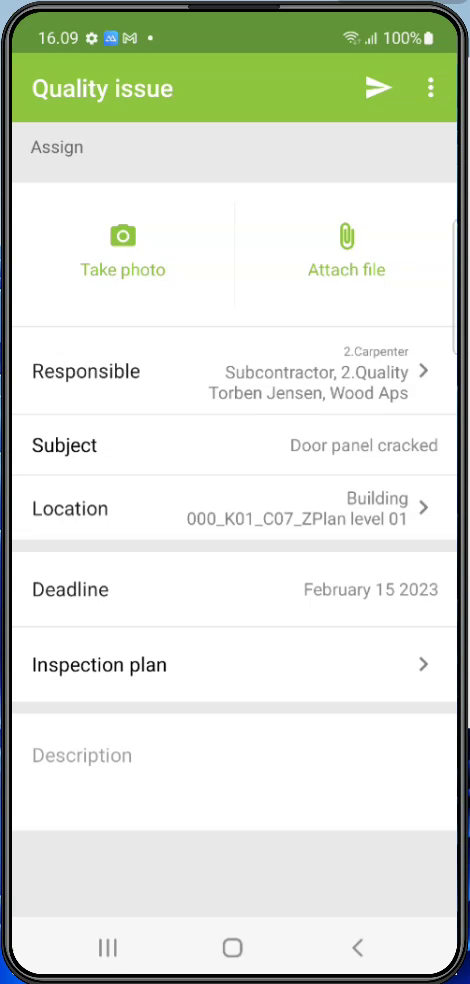 16.09
100%
Quality issue
Assign
Take photo
Attach file
2.Carpenter
Responsible
Subcontractor, 2.Quality
Torben Jensen, Wood Aps
Subject
Door panel cracked
Location
Building
000_K01_C07_ZPlan level 01
Deadline
February 15 2023
Inspection plan
Description